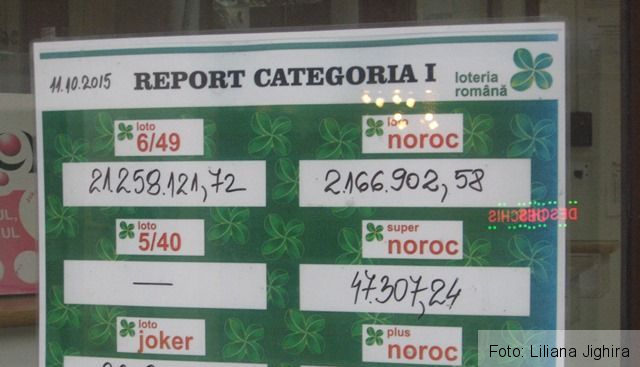 11.10.2015 REPORT CATEGORIA I
loteria
română
loto
6/49
loto
noroc
21.258.121,72
2.166.902,58
loto
5/40
super
noroc
—
47.307,24
loto
joker
plus
noroc
Foto: Liliana Jighira